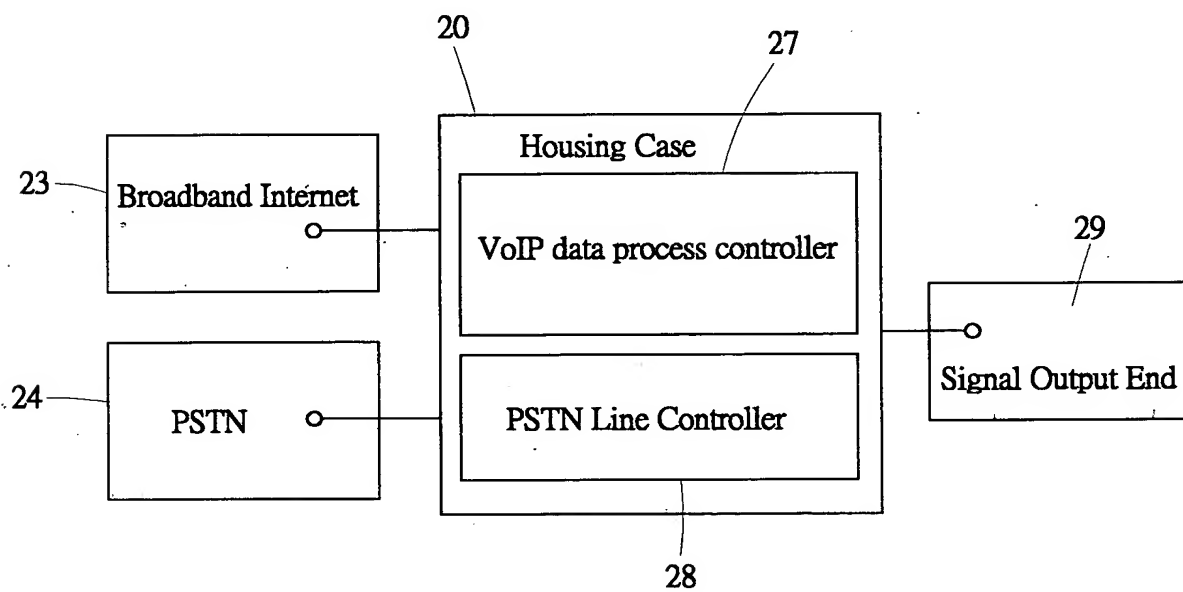 20
27
Housing Case
23
Broadband Internet
VoIP data process controller
29
24
PSTN
PSTN Line Controller
Signal Output End
28